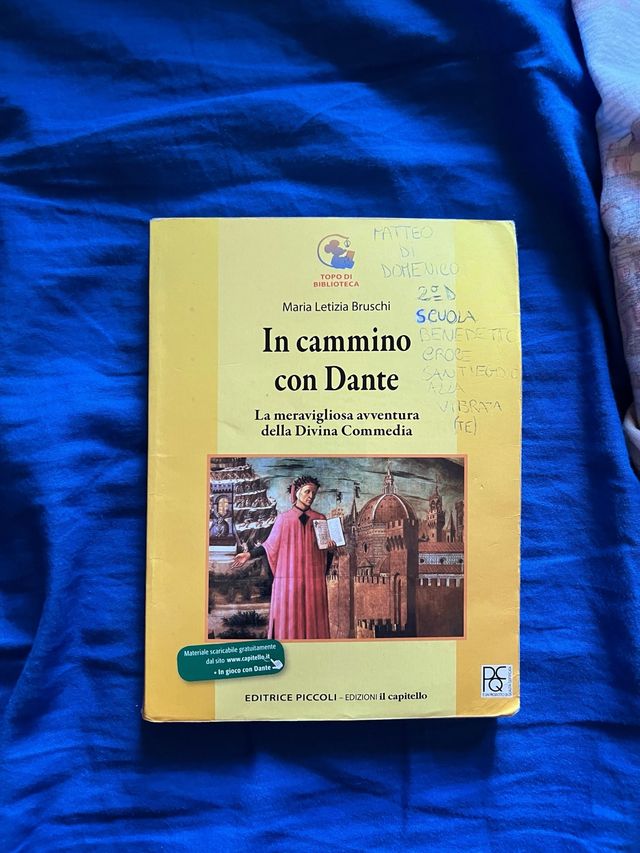 TOPO DI
BIBLIOTECA
MATTEO
DI
DOMENICO
2ºD
SCUOLA
BENEDETTO
CROCE
SANT'EGIDIO
ALLA
VIBRATA
(TE)
Maria Letizia Bruschi
In cammino
con Dante
La meravigliosa avventura
della Divina Commedia
Materiale scaricabile gratuitamente
dal sito www.capitello.it
• In gioco con Dante
EDITRICE PICCOLI – EDIZIONI il capitello
PQ